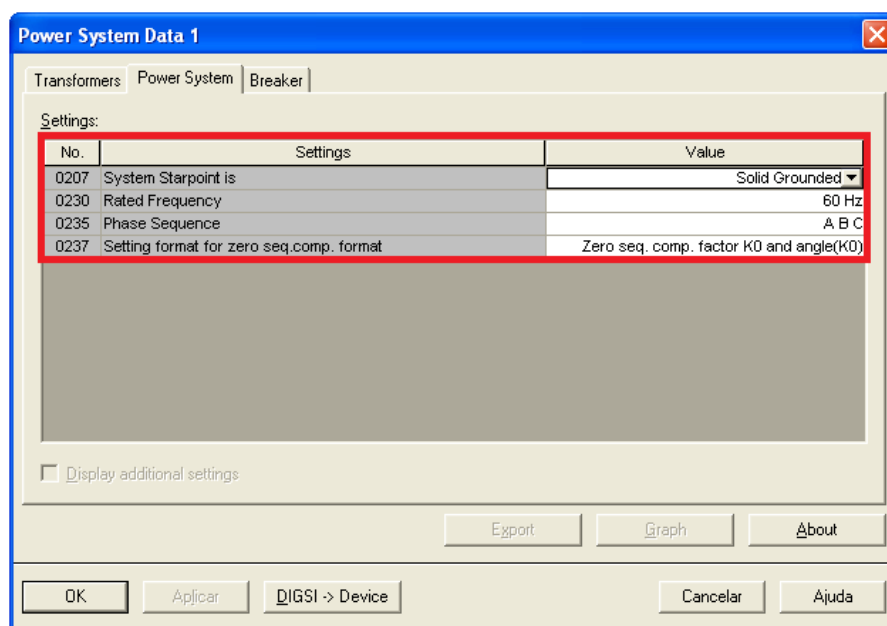 Power System Data 1
Transformers Power System Breaker
Settings:
No. Settings Value
0207 System Starpoint is Solid Grounded
0230 Rated Frequency 60 Hz
0235 Phase Sequence A B C
0237 Setting format for zero seq.comp. format Zero seq. comp. factor K0 and angle(K0)
Display additional settings
Export Graph About
OK Aplicar DIGSI -> Device Cancelar Ajuda